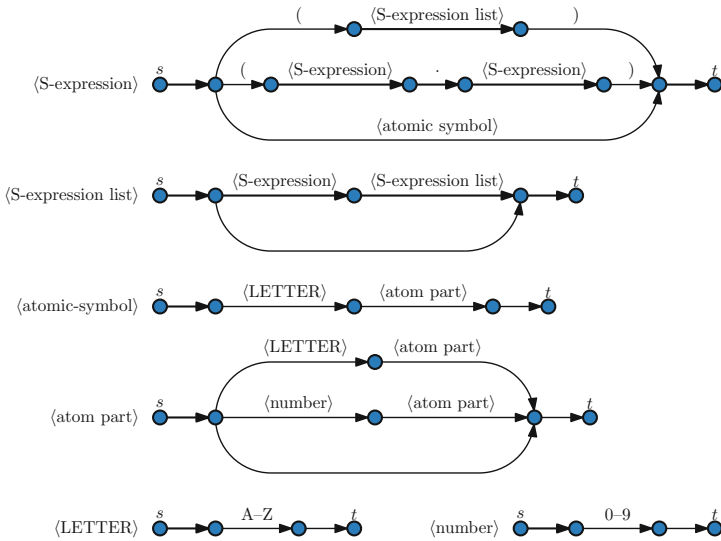 ( ⟨S-expression list⟩ )
s ( ⟨S-expression⟩ . ⟨S-expression⟩ ) t
⟨S-expression⟩
⟨atomic symbol⟩
s ⟨S-expression⟩ ⟨S-expression list⟩ t
⟨S-expression list⟩
s ⟨LETTER⟩ ⟨atom part⟩ t
⟨atomic-symbol⟩
⟨LETTER⟩ ⟨atom part⟩
s ⟨number⟩ ⟨atom part⟩ t
⟨atom part⟩
s A–Z t s 0–9 t
⟨LETTER⟩ ⟨number⟩